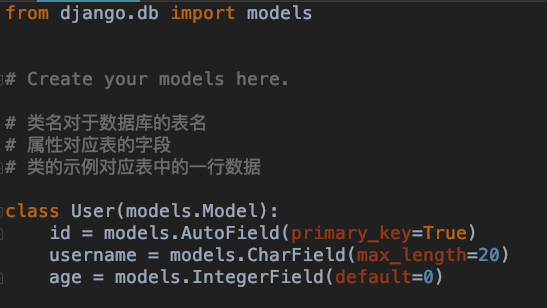 from django.db import models
# Create your models here.
# 类名对于数据库的表名
# 属性对应表的字段
# 类的示例对应表中的一行数据
class User(models.Model):
id = models.AutoField(primary_key=True)
username = models.CharField(max_length=20)
age = models.IntegerField(default=0)